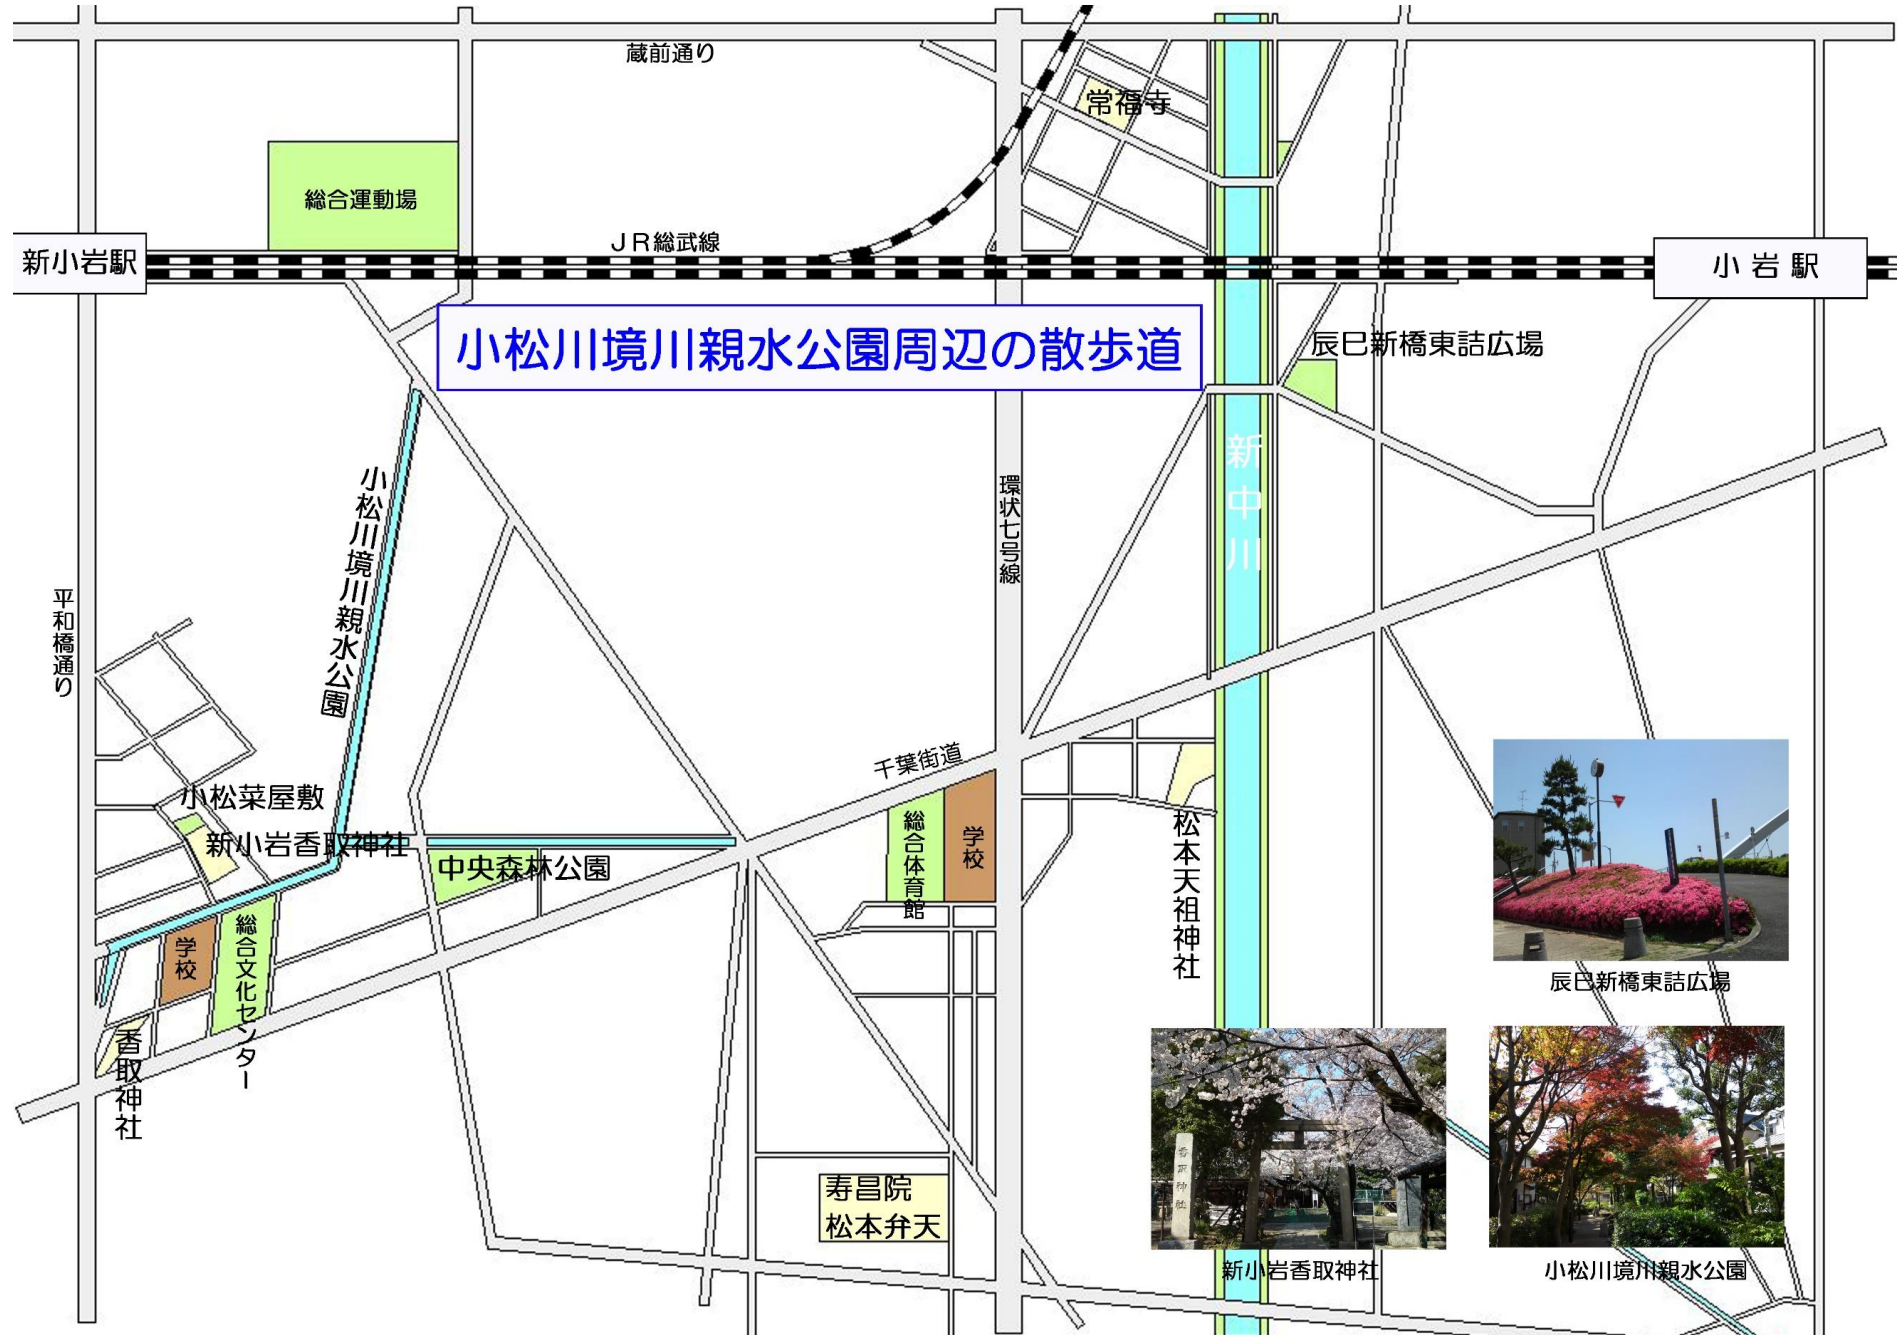 蔵前通り
常福寺
総合運動場
JR総武線
新小岩駅
小岩駅
小松川境川親水公園周辺の散歩道
辰巳新橋東詰広場
新中川
小松川境川親水公園
環状七号線
平和橋通り
千葉街道
小松菜屋敷
新小岩香取神社
中央森林公園
総合体育館
学校
松本天祖神社
学校
総合文化センター
香取神社
辰巳新橋東詰広場
寿昌院
松本弁天
香取神社
新小岩香取神社
小松川境川親水公園